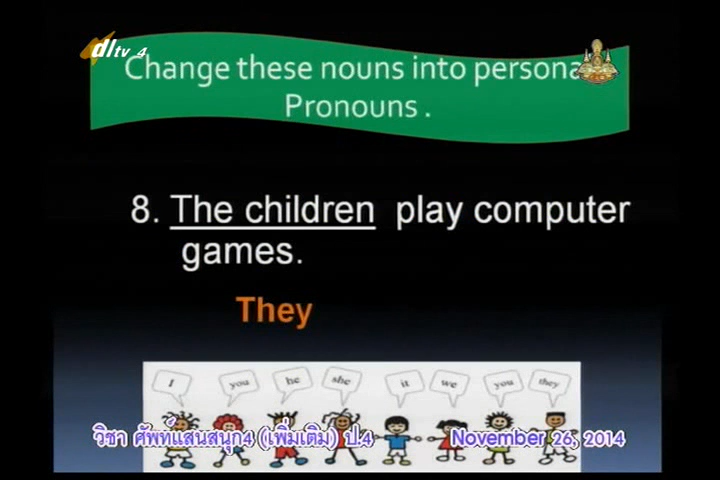 dltv 4
Change these nouns into persona
Pronouns .
8. The children play computer
games.
They
I
you
he
she
it
we
you
they
วิชา ศัพท์แสนสนุก4 (เพิ่มเติม) ป.4
November 26, 2014